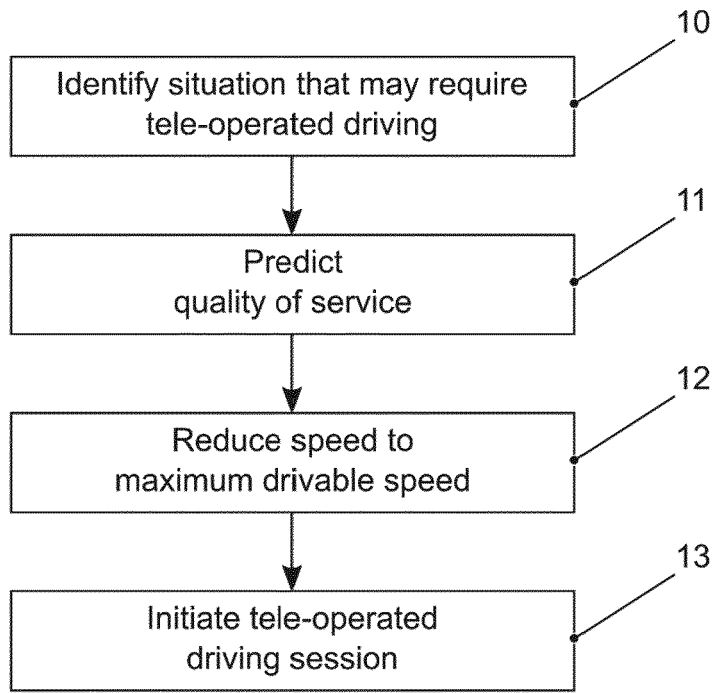 10
Identify situation that may require
tele-operated driving
11
Predict
quality of service
12
Reduce speed to
maximum drivable speed
13
Initiate tele-operated
driving session